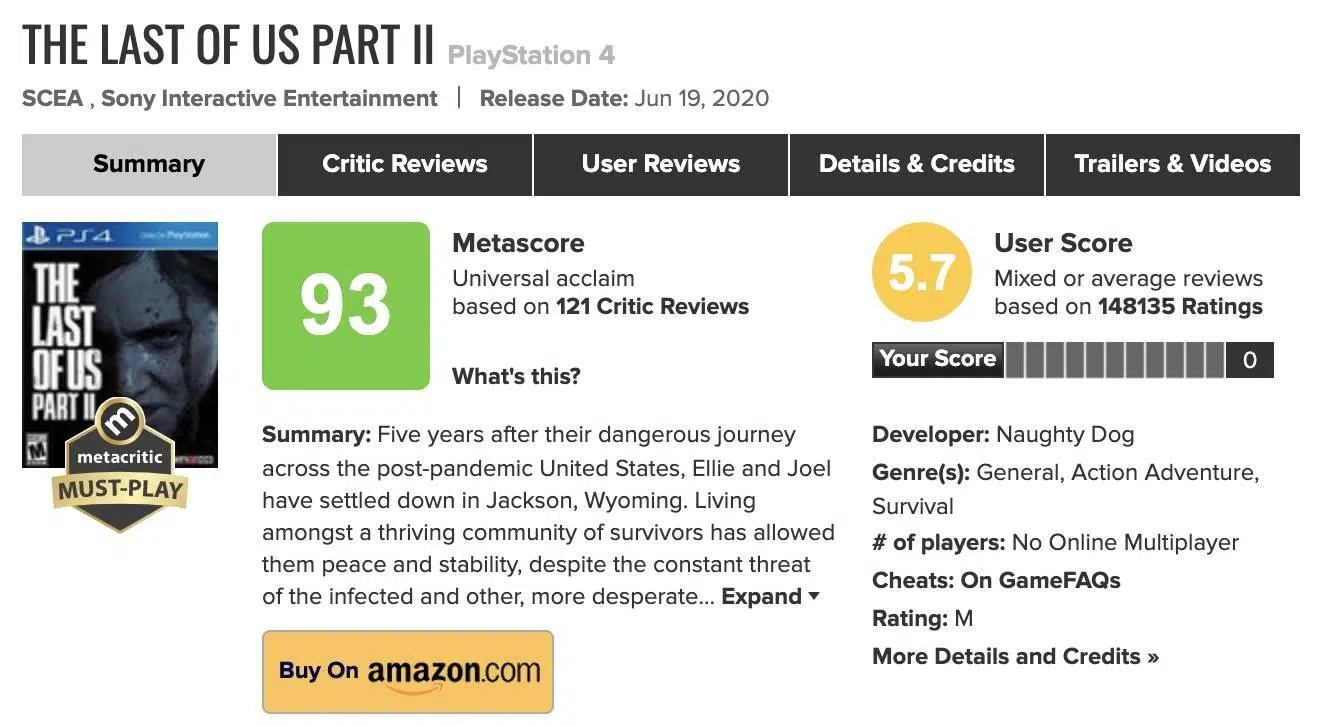 THE LAST OF US PART II PlayStation 4
SCEA , Sony Interactive Entertainment | Release Date: Jun 19, 2020
Summary
Critic Reviews
User Reviews
Details & Credits
Trailers & Videos
PS4
Only On PlayStation
THE
LAST
OF US
PART II
M
m
metacritic
MUST-PLAY
93
Metascore
Universal acclaim
based on 121 Critic Reviews
What's this?
5.7
User Score
Mixed or average reviews
based on 148135 Ratings
Your Score 0
Summary: Five years after their dangerous journey
across the post-pandemic United States, Ellie and Joel
have settled down in Jackson, Wyoming. Living
amongst a thriving community of survivors has allowed
them peace and stability, despite the constant threat
of the infected and other, more desperate... Expand
Buy On amazon.com
Developer: Naughty Dog
Genre(s): General, Action Adventure,
Survival
# of players: No Online Multiplayer
Cheats: On GameFAQs
Rating: M
More Details and Credits »